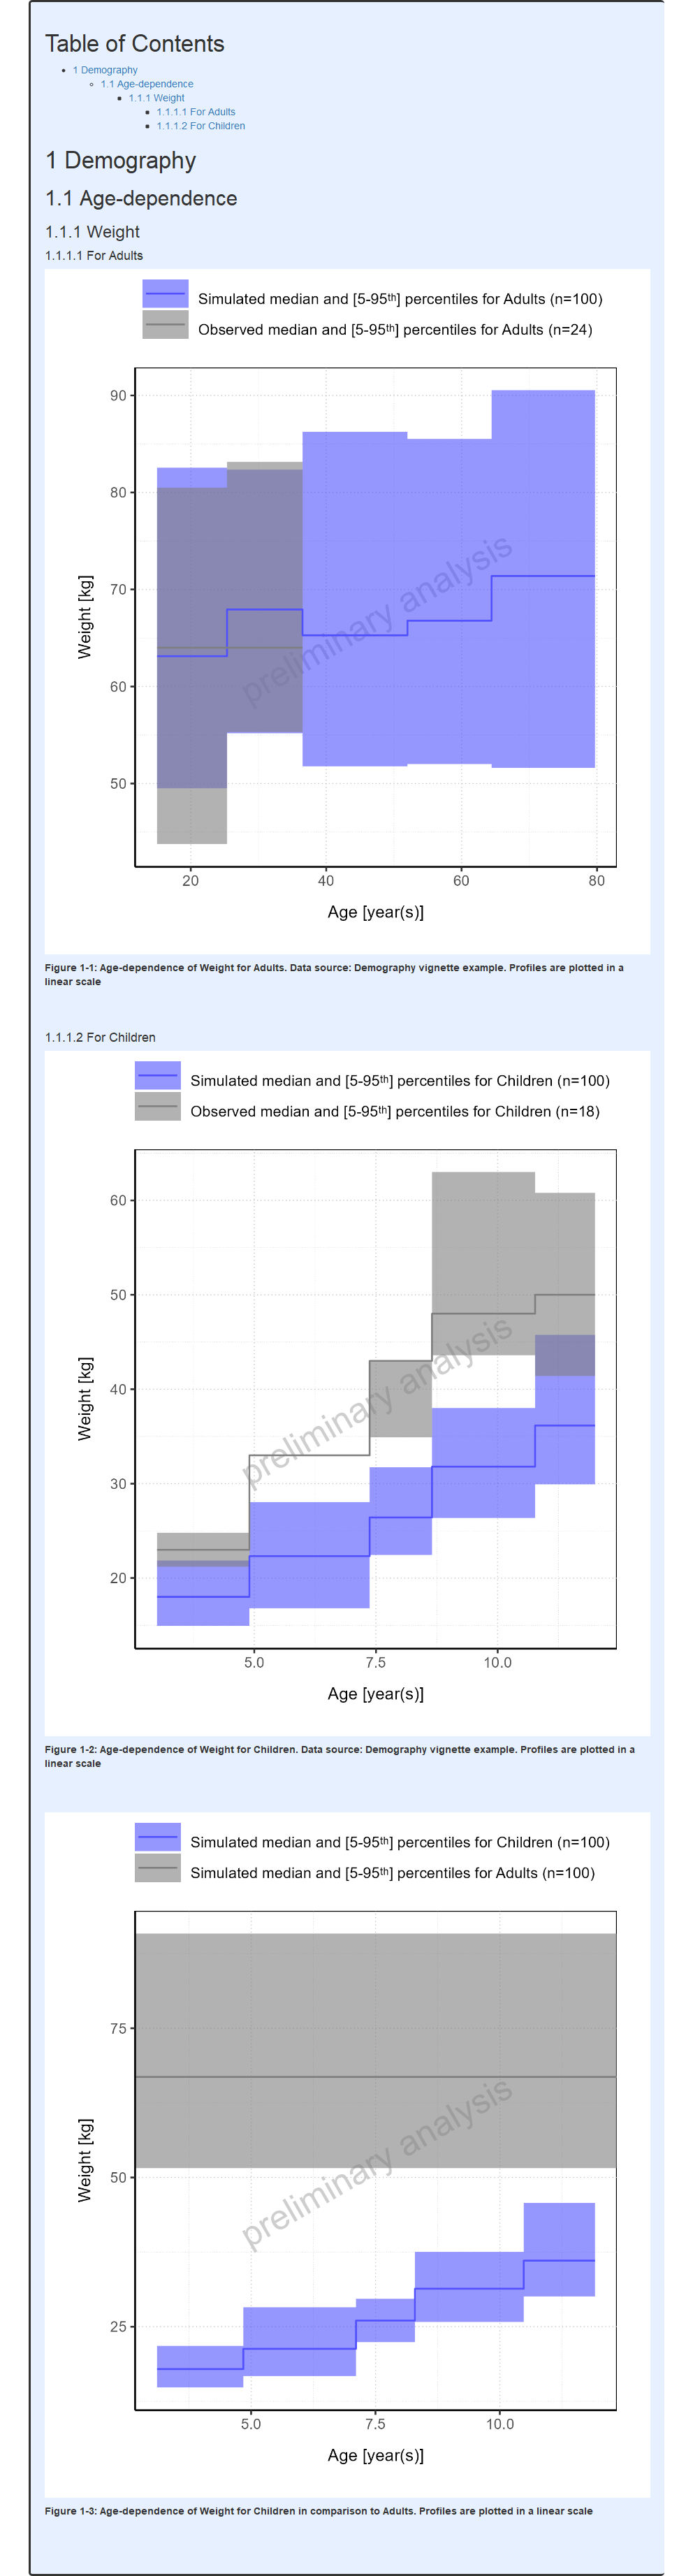 Table of Contents
1 Demography
1.1 Age-dependence
1.1.1 Weight
1.1.1.1 For Adults
1.1.1.2 For Children
1 Demography
1.1 Age-dependence
1.1.1 Weight
1.1.1.1 For Adults
Simulated median and [5-95th] percentiles for Adults (n=100)
Observed median and [5-95th] percentiles for Adults (n=24)
90
80
70
60
50
Weight [kg]
preliminary analysis
20 40 60 80
Age [year(s)]
Figure 1-1: Age-dependence of Weight for Adults. Data source: Demography vignette example. Profiles are plotted in a
linear scale
1.1.1.2 For Children
Simulated median and [5-95th] percentiles for Children (n=100)
Observed median and [5-95th] percentiles for Children (n=18)
60
50
40
30
20
Weight [kg]
preliminary analysis
5.0 7.5 10.0
Age [year(s)]
Figure 1-2: Age-dependence of Weight for Children. Data source: Demography vignette example. Profiles are plotted in a
linear scale
Simulated median and [5-95th] percentiles for Children (n=100)
Simulated median and [5-95th] percentiles for Adults (n=100)
75
50
25
Weight [kg]
preliminary analysis
5.0 7.5 10.0
Age [year(s)]
Figure 1-3: Age-dependence of Weight for Children in comparison to Adults. Profiles are plotted in a linear scale